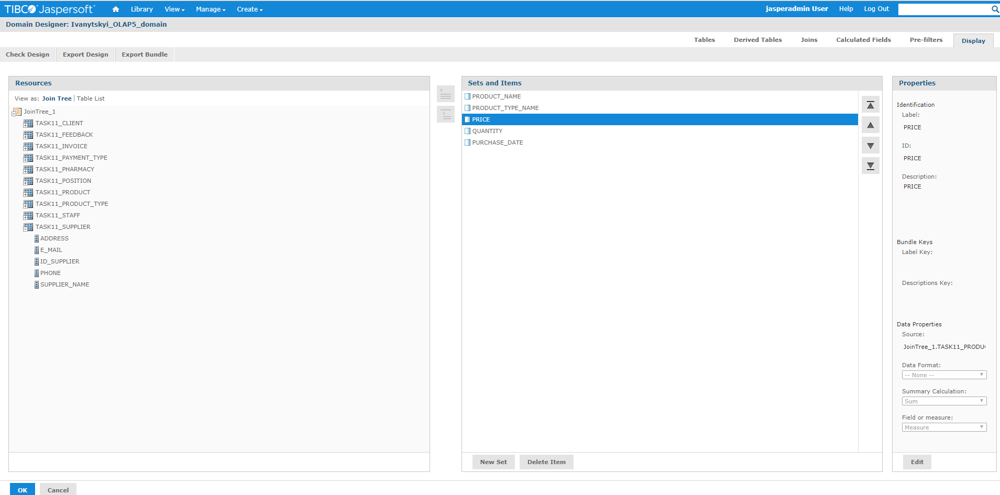 TIBCO Jaspersoft
Library
View
Manage
Create
jasperadmin User
Help
Log Out
Domain Designer: Ivanytskyi_OLAP5_domain
Tables
Derived Tables
Joins
Calculated Fields
Pre-filters
Display
Check Design
Export Design
Export Bundle
Resources
View as: Join Tree | Table List
JoinTree_1
TASK11_CLIENT
TASK11_FEEDBACK
TASK11_INVOICE
TASK11_PAYMENT_TYPE
TASK11_PHARMACY
TASK11_POSITION
TASK11_PRODUCT
TASK11_PRODUCT_TYPE
TASK11_STAFF
TASK11_SUPPLIER
ADDRESS
E_MAIL
ID_SUPPLIER
PHONE
SUPPLIER_NAME
Sets and Items
PRODUCT_NAME
PRODUCT_TYPE_NAME
PRICE
QUANTITY
PURCHASE_DATE
New Set
Delete Item
Properties
Identification
Label:
PRICE
ID:
PRICE
Description:
PRICE
Bundle Keys
Label Key:
Descriptions Key:
Data Properties
Source:
JoinTree_1.TASK11_PRODU
Data Format:
-- None --
Summary Calculation:
Sum
Field or measure:
Measure
Edit
OK
Cancel